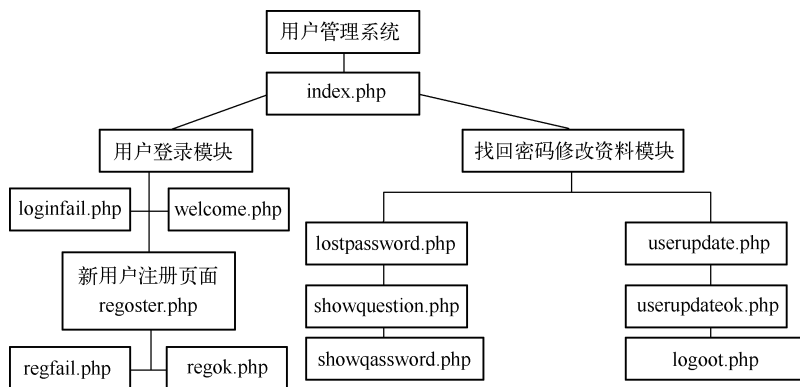 用户管理系统
index.php
用户登录模块
找回密码修改资料模块
loginfail.php
welcome.php
lostpassword.php
userupdate.php
新用户注册页面
regoster.php
showquestion.php
userupdateok.php
regfail.php
regok.php
showqassword.php
logoot.php